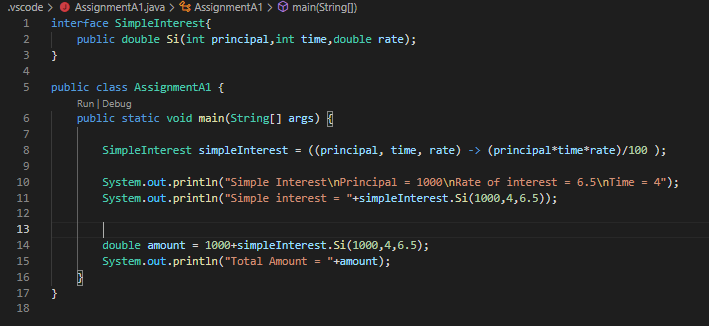 .vscode > AssignmentA1.java > AssignmentA1 > main(String[])
1 interface SimpleInterest{
2     public double Si(int principal,int time,double rate);
3 }
4
5 public class AssignmentA1 {
Run | Debug
6     public static void main(String[] args) {
7
8         SimpleInterest simpleInterest = ((principal, time, rate) -> (principal*time*rate)/100 );
9
10         System.out.println("Simple Interest\nPrincipal = 1000\nRate of interest = 6.5\nTime = 4");
11         System.out.println("Simple interest = "+simpleInterest.Si(1000,4,6.5));
12
13
14         double amount = 1000+simpleInterest.Si(1000,4,6.5);
15         System.out.println("Total Amount = "+amount);
16     }
17 }
18